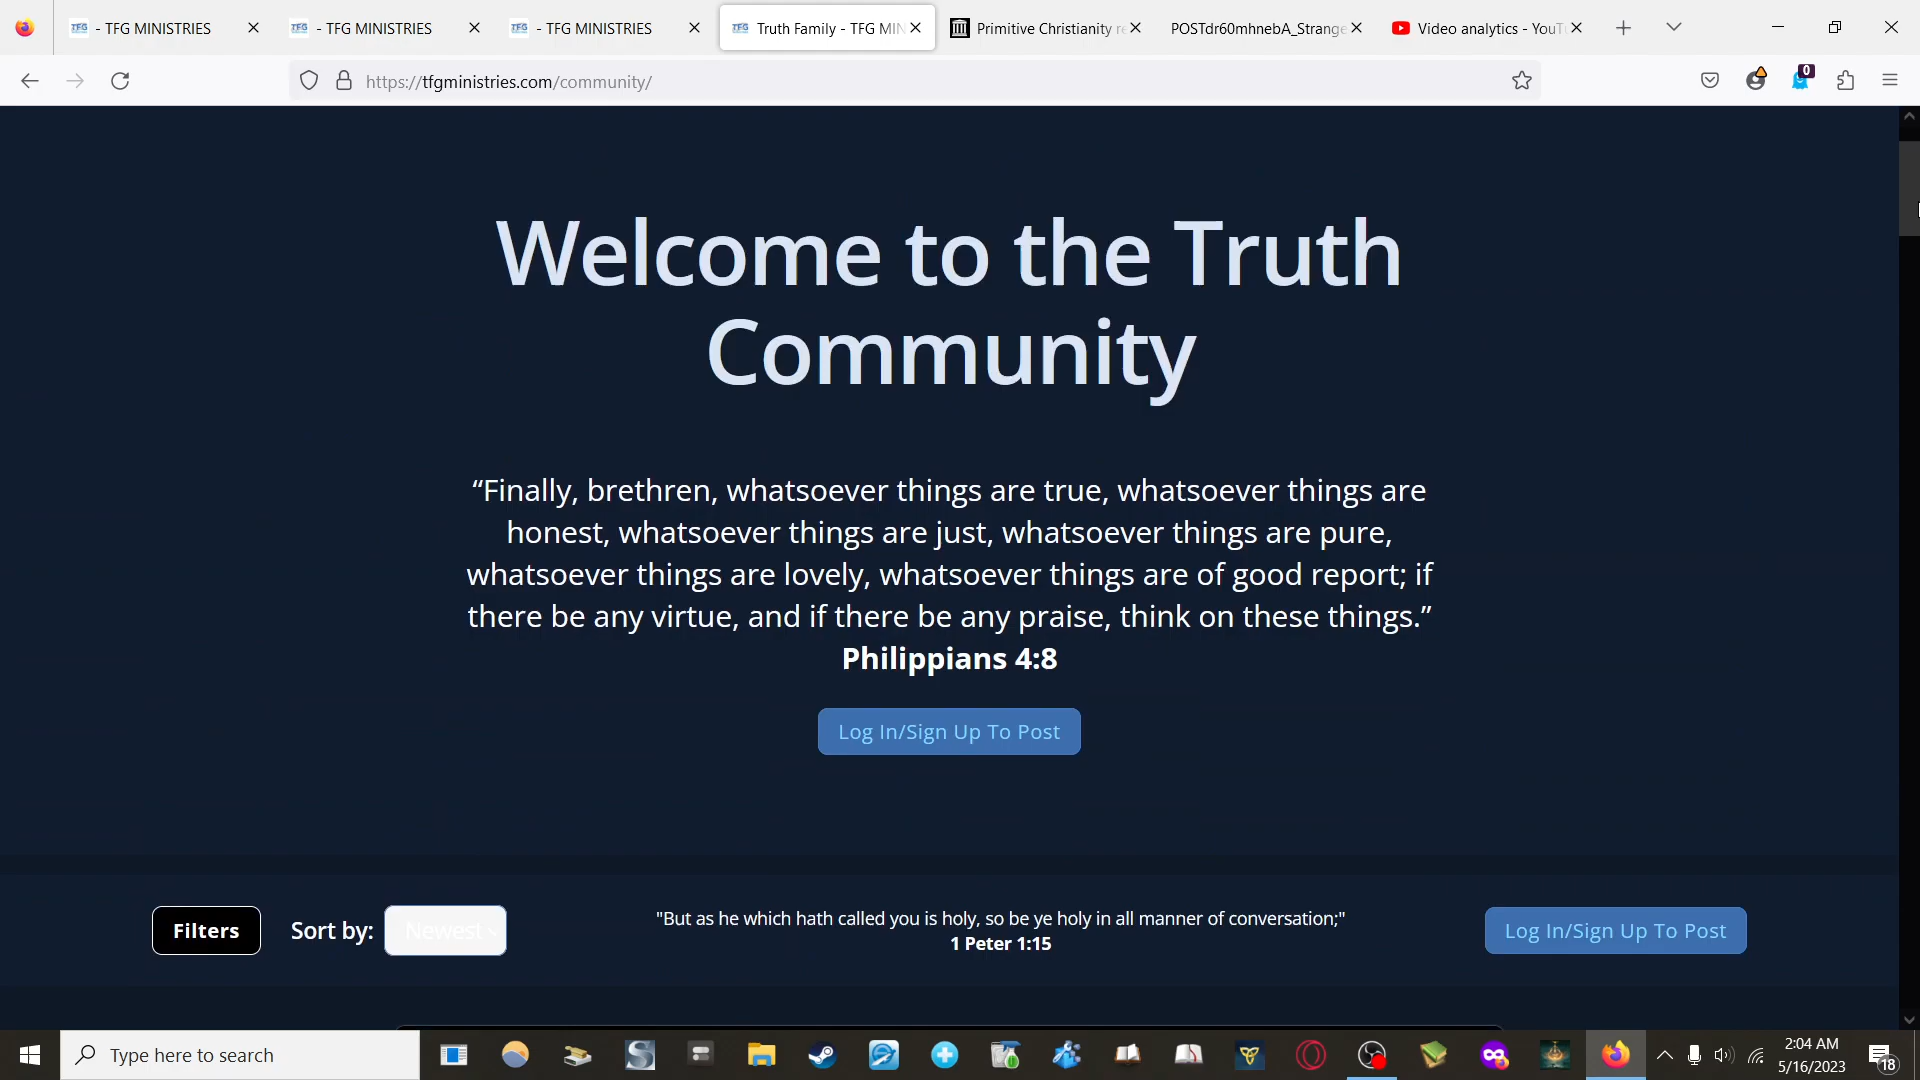 - TFG MINISTRIES
- TFG MINISTRIES
- TFG MINISTRIES
Truth Family - TFG MIN
Primitive Christianity re
POSTdr60mhnebA_Strange
Video analytics - YouTu
https://tfgministries.com/community/
0
Welcome to the Truth
Community
“Finally, brethren, whatsoever things are true, whatsoever things are
honest, whatsoever things are just, whatsoever things are pure,
whatsoever things are lovely, whatsoever things are of good report; if
there be any virtue, and if there be any praise, think on these things.”
Philippians 4:8
Log In/Sign Up To Post
Filters
Sort by:
Newest
"But as he which hath called you is holy, so be ye holy in all manner of conversation;"
1 Peter 1:15
Log In/Sign Up To Post
Type here to search
2:04 AM
5/16/2023
18